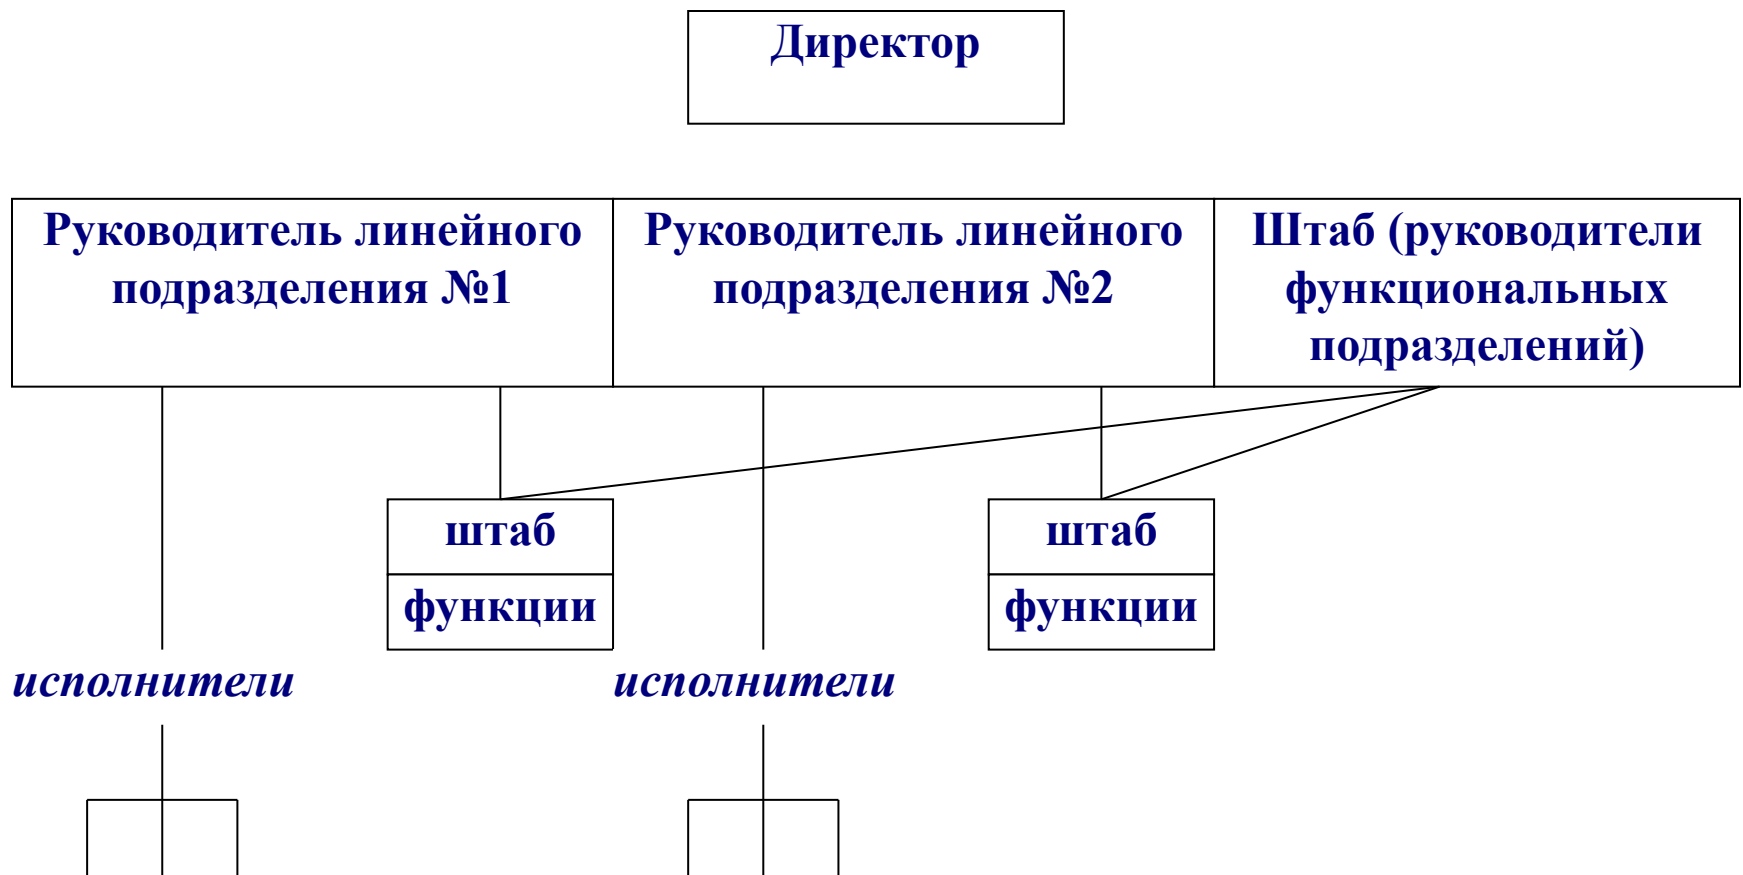 Директор
Руководитель линейного
подразделения №1
Руководитель линейного
подразделения №2
Штаб (руководители
функциональных
подразделений)
штаб
функции
штаб
функции
исполнители
исполнители